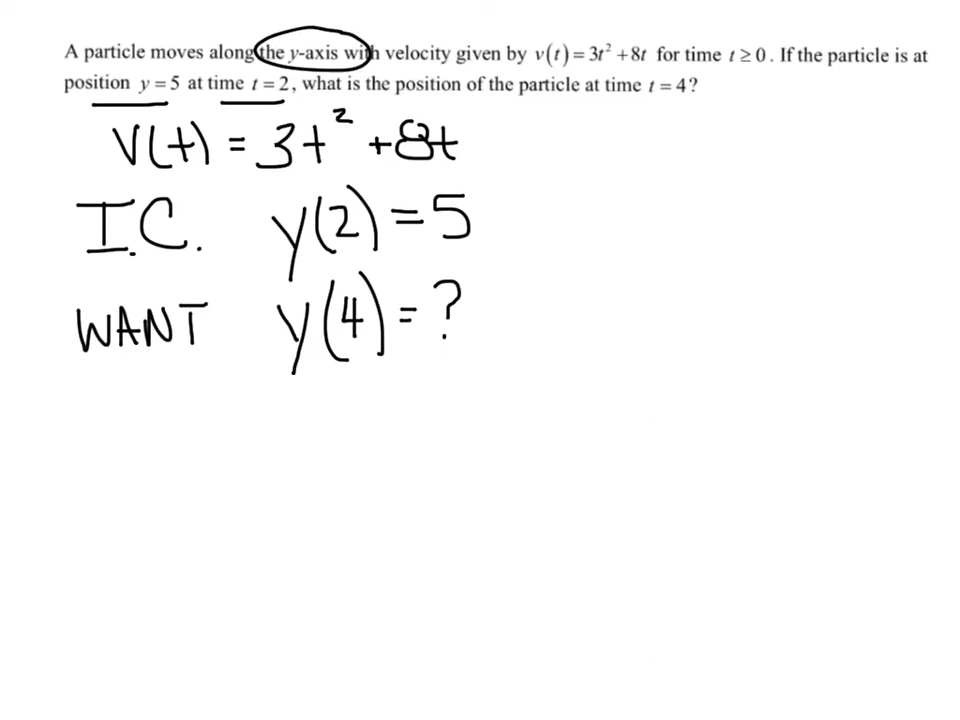 A particle moves along the y-axis with velocity given by v(t) = 3t² + 8t for time t ≥ 0. If the particle is at
position y = 5 at time t = 2, what is the position of the particle at time t = 4?
V(t) = 3t² + 8t
I.C. y(2) = 5
WANT y(4) = ?